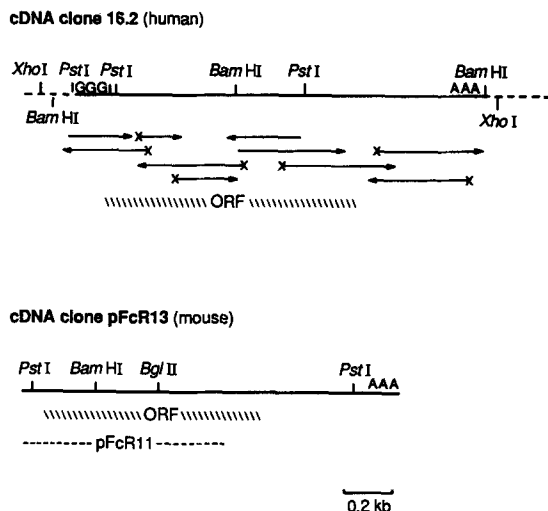 cDNA clone 16.2 (human)
XhoI PstI PstI BamHI PstI BamHI
IGGGIJ AAA
BamHI XhoI
x x
x x
x x x
x x
ORF
cDNA clone pFcR13 (mouse)
PstI BamHI BglII PstI
AAA
ORF
pFcR11
0.2 kb